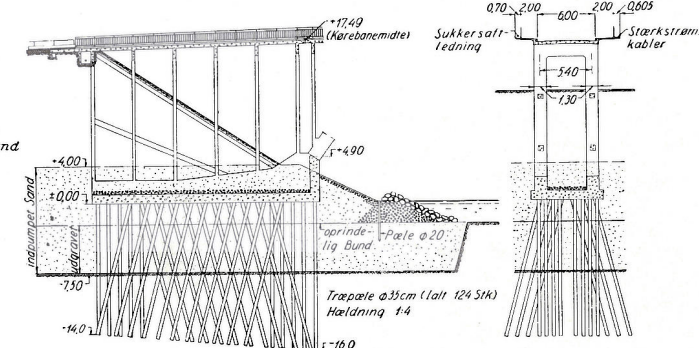 +17,49
(Kørebanemidte)
0,70
2,00
6,00
2,00
0,605
Sukkersaft-
ledning
Stærkstrøm.
kabler
5,40
1,30
nd
+4,00
+4,90
±0,00
indpumpet Sand
udgravet
-7,50
-14,0
-16,0
oprinde-
lig Bund
Pæle φ20
Træpæle φ35cm (Ialt 124 Stk)
Hældning 1:4